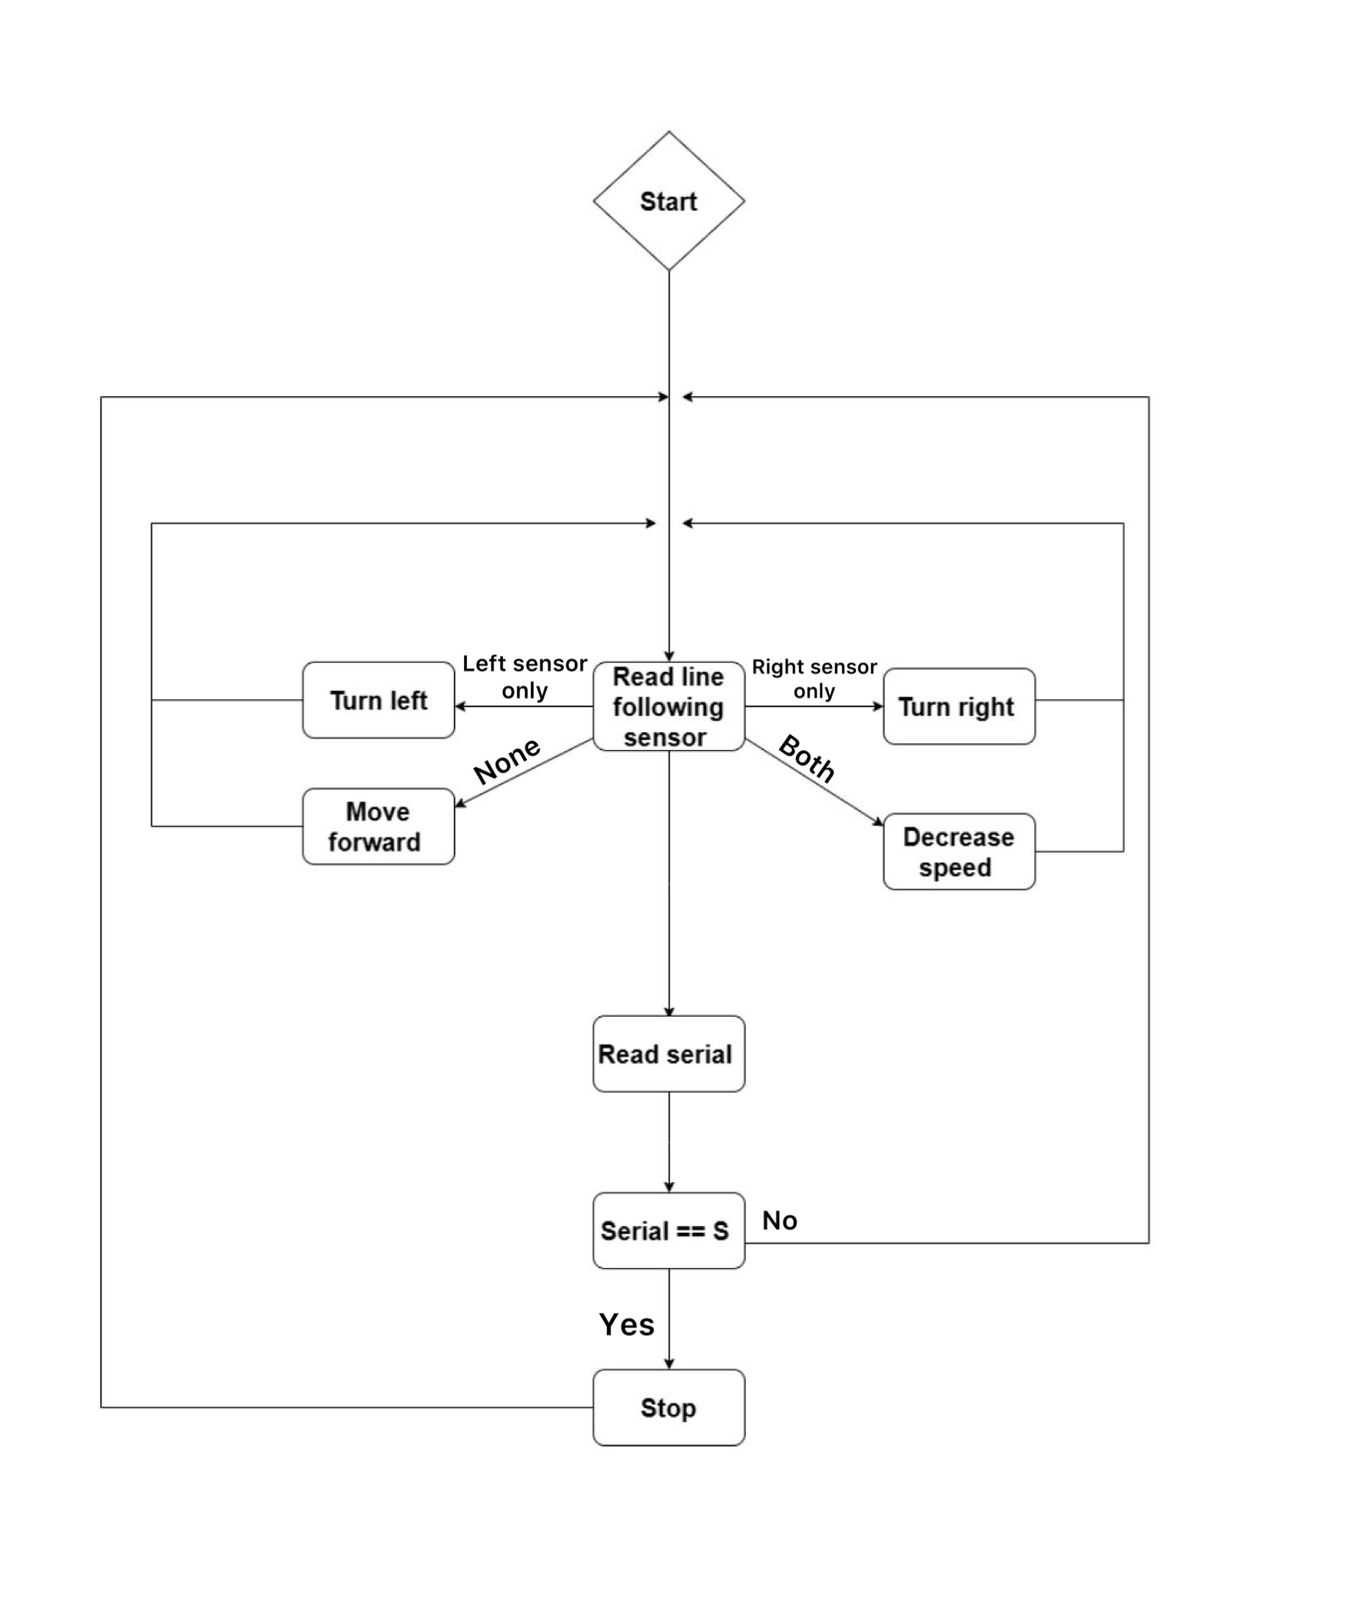 Start
Left sensor
only
Right sensor
only
Turn left
Read line
following
sensor
Turn right
None
Both
Move
forward
Decrease
speed
Read serial
Serial == S
No
Yes
Stop